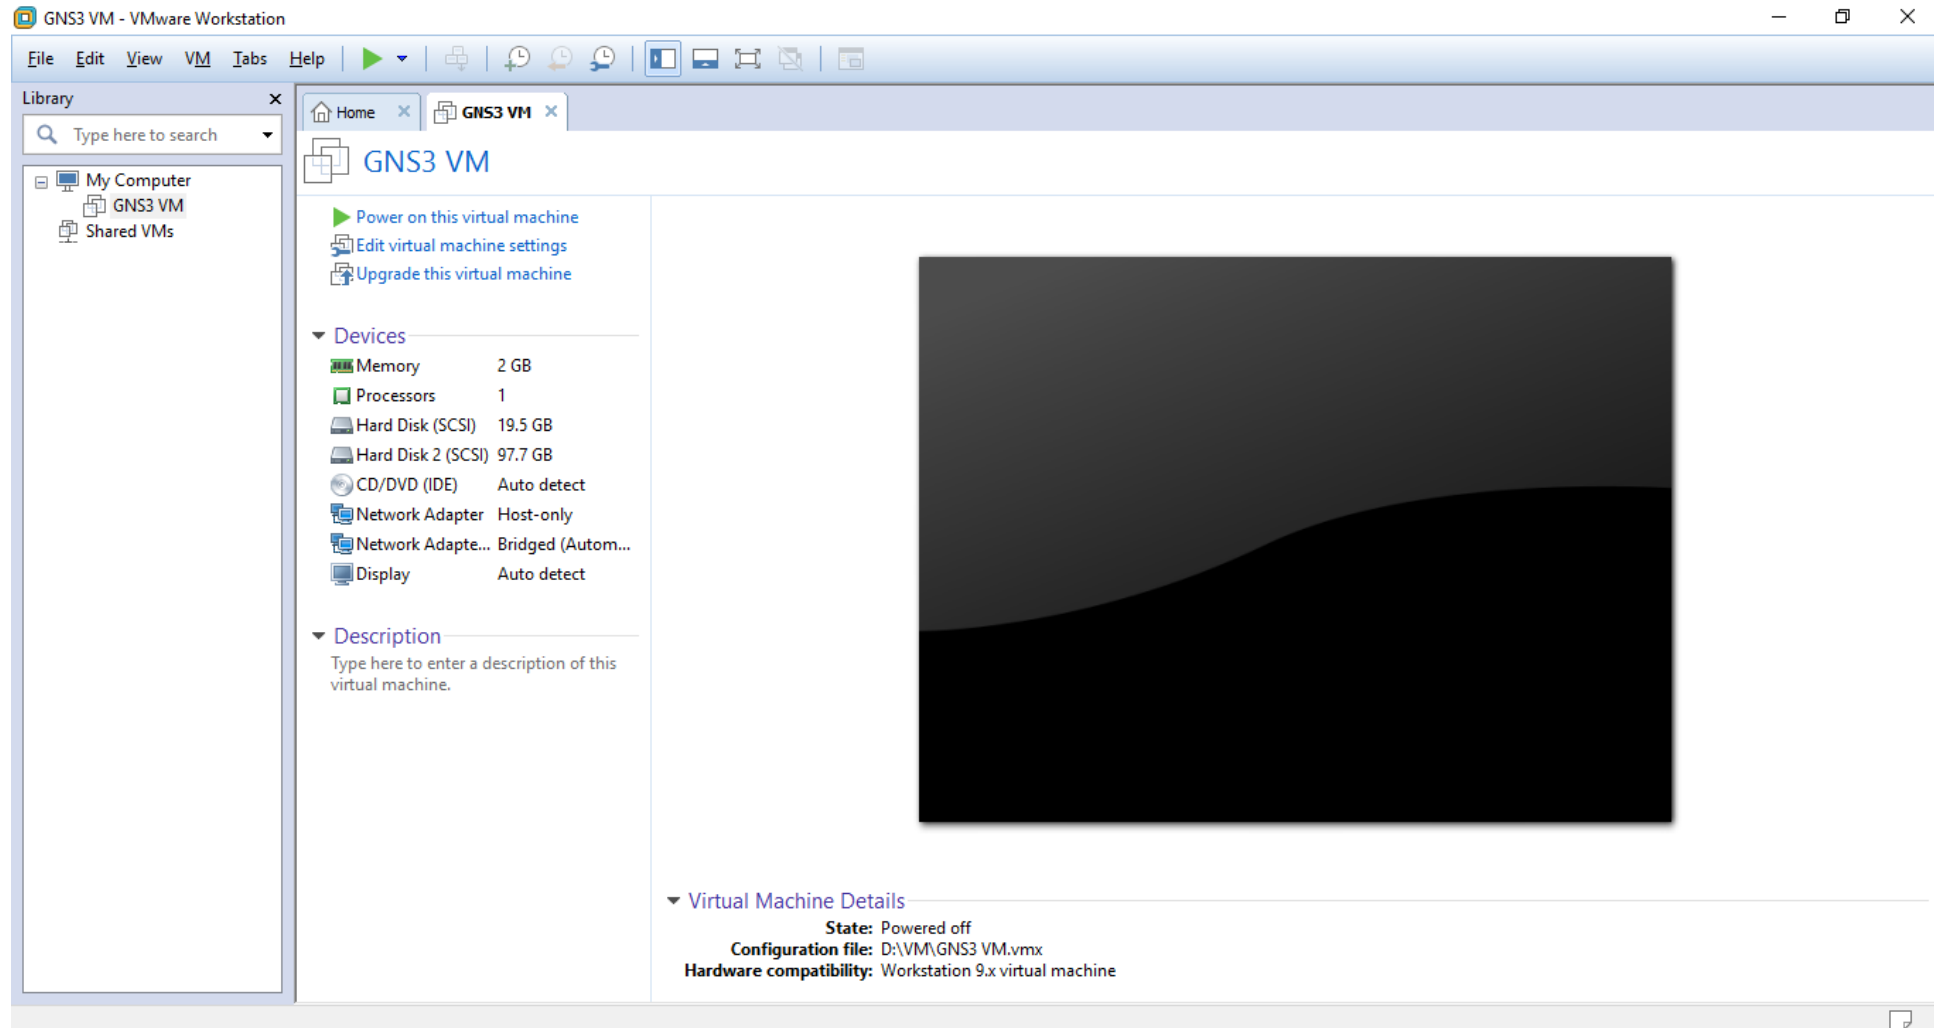 GNS3 VM - VMware Workstation
File Edit View VM Tabs Help
Library
Type here to search
My Computer
GNS3 VM
Shared VMs
Home
GNS3 VM
GNS3 VM
Power on this virtual machine
Edit virtual machine settings
Upgrade this virtual machine
Devices
Memory 2 GB
Processors 1
Hard Disk (SCSI) 19.5 GB
Hard Disk 2 (SCSI) 97.7 GB
CD/DVD (IDE) Auto detect
Network Adapter Host-only
Network Adapte... Bridged (Autom...
Display Auto detect
Description
Type here to enter a description of this
virtual machine.
Virtual Machine Details
State: Powered off
Configuration file: D:\VM\GNS3 VM.vmx
Hardware compatibility: Workstation 9.x virtual machine